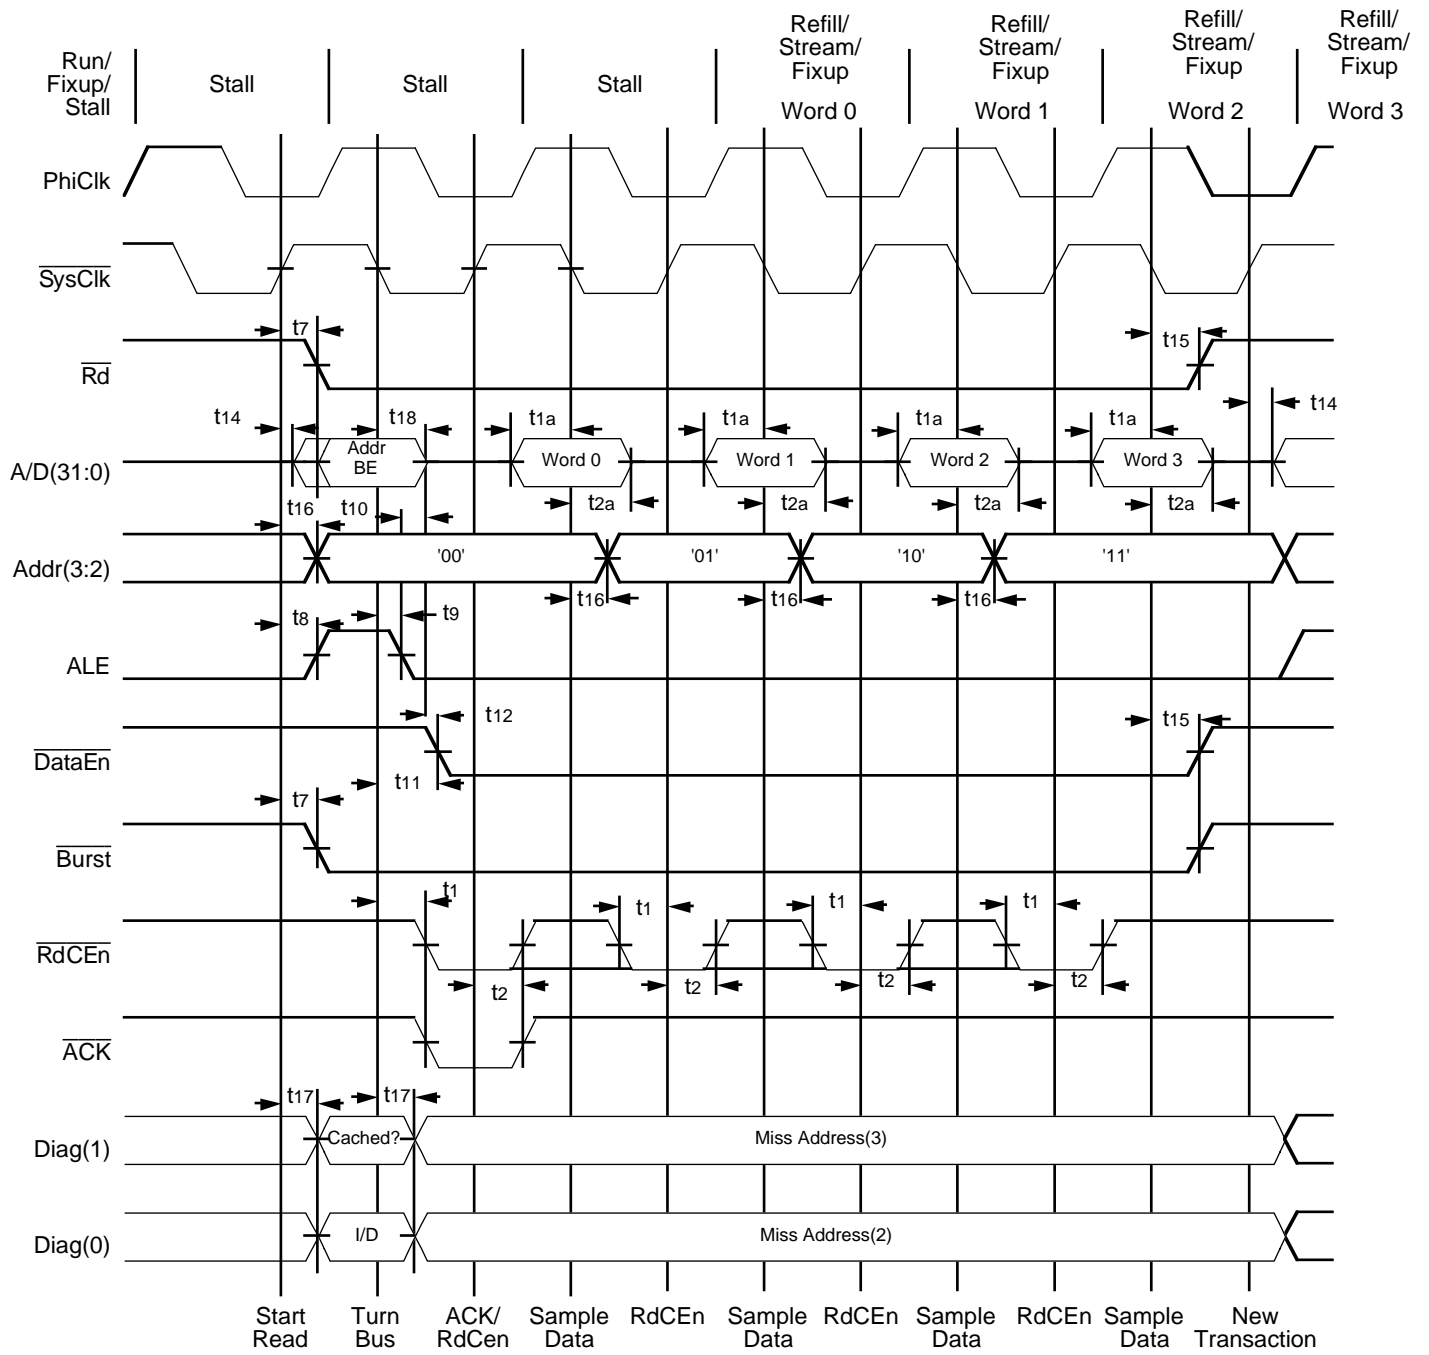 Run/
Fixup/
Stall
Stall
Stall
Stall
Refill/
Stream/
Fixup
Word 0
Refill/
Stream/
Fixup
Word 1
Refill/
Stream/
Fixup
Word 2
Refill/
Stream/
Fixup
Word 3
PhiClk
SysClk
t7
t15
Rd
t14
t18
t1a
t1a
t1a
t1a
t14
A/D(31:0)
Addr
BE
Word 0
Word 1
Word 2
Word 3
t16
t10
t2a
t2a
t2a
t2a
Addr(3:2)
'00'
'01'
'10'
'11'
t16
t16
t16
t8
t9
ALE
t12
t15
DataEn
t11
t7
Burst
t1
t1
t1
t1
RdCEn
t2
t2
t2
t2
ACK
t17
t17
Diag(1)
Cached?
Miss Address(3)
Diag(0)
I/D
Miss Address(2)
Start
Read
Turn
Bus
ACK/
RdCen
Sample
Data
RdCEn
Sample
Data
RdCEn
Sample
Data
RdCEn
Sample
Data
New
Transaction